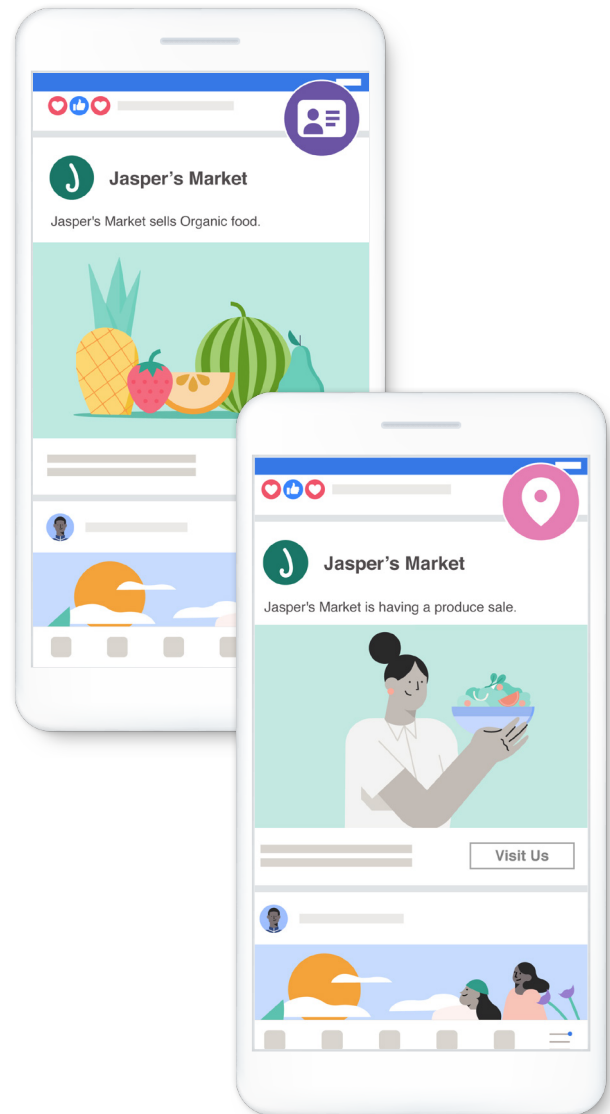 Jasper’s Market
Jasper's Market sells Organic food.
Jasper’s Market
Jasper's Market is having a produce sale.
Visit Us